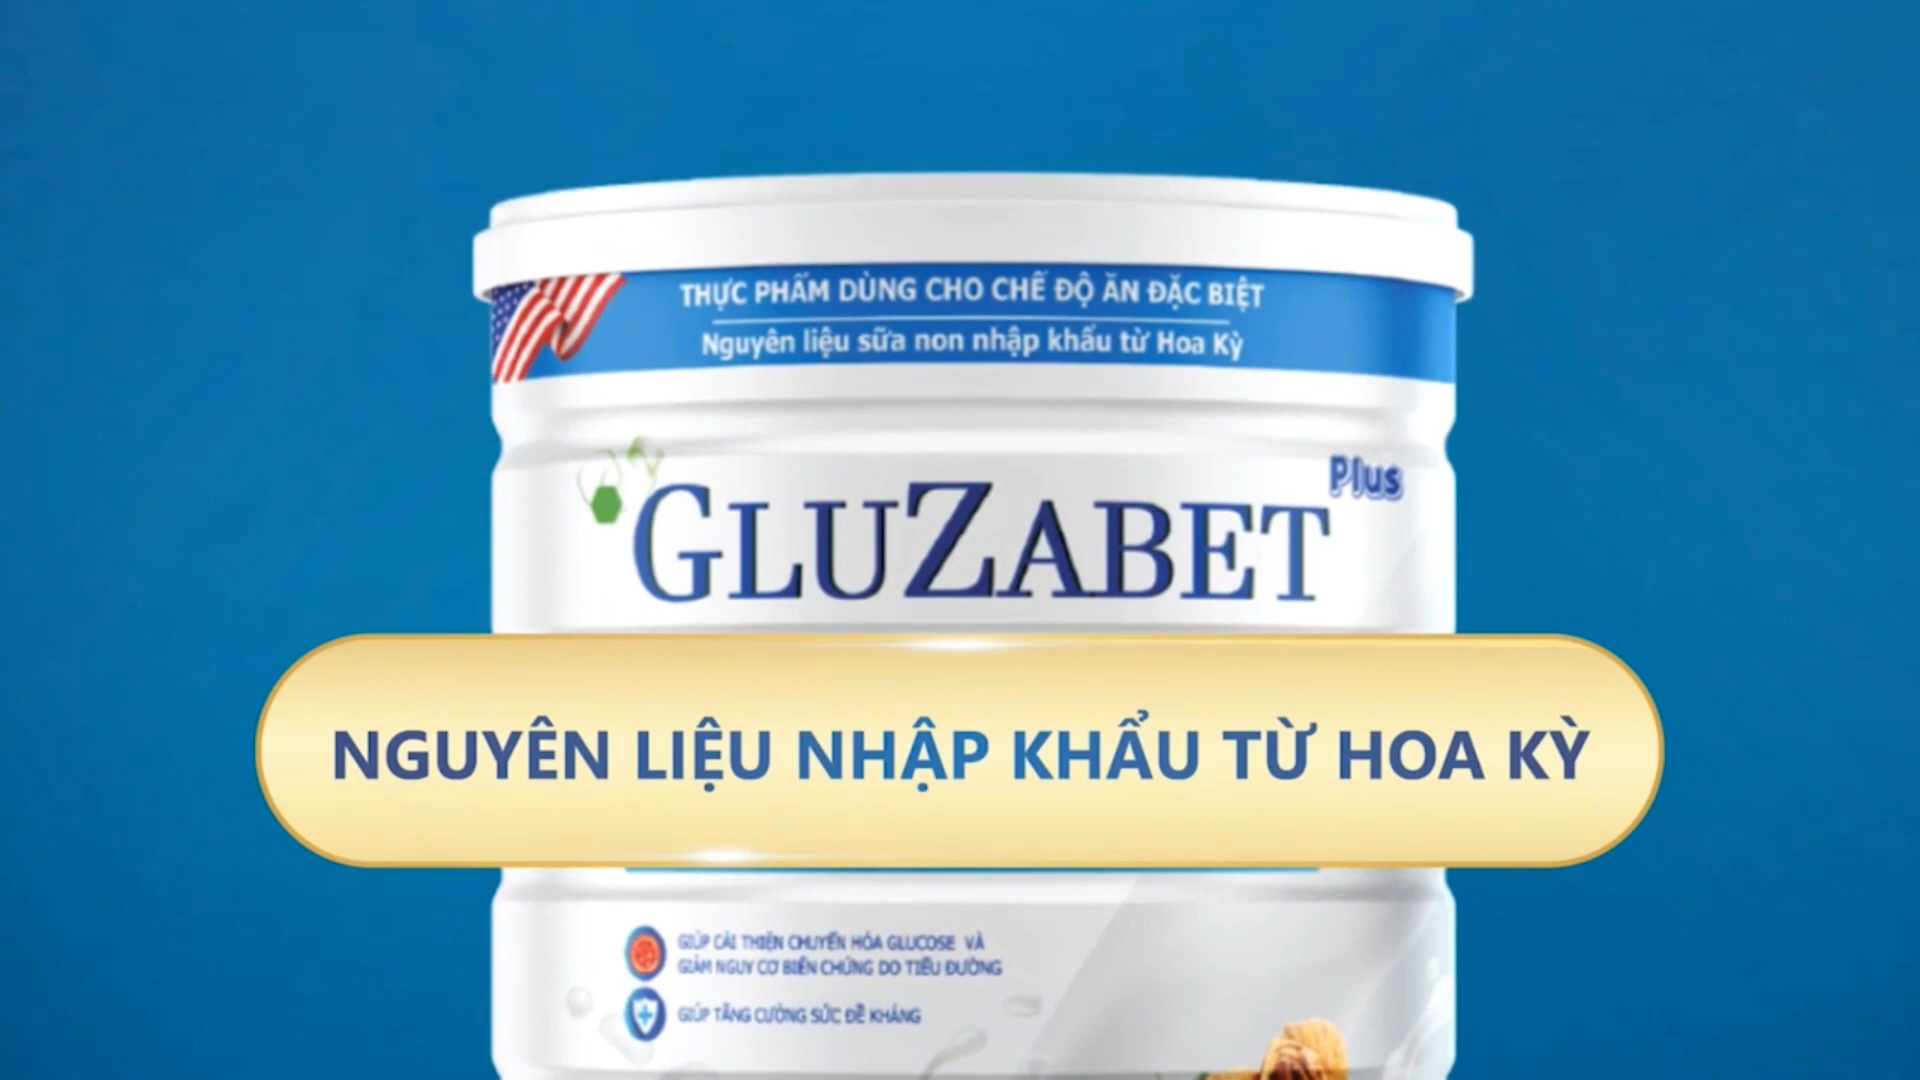 THỰC PHẨM DÙNG CHO CHẾ ĐỘ ĂN ĐẶC BIỆT
Nguyên liệu sữa non nhập khẩu từ Hoa Kỳ
GLUZABET Plus
NGUYÊN LIỆU NHẬP KHẨU TỪ HOA KỲ
GIÚP CẢI THIỆN CHUYỂN HÓA GLUCOSE VÀ
GIẢM NGUY CƠ BIẾN CHỨNG DO TIỂU ĐƯỜNG
GIÚP TĂNG CƯỜNG SỨC ĐỀ KHÁNG